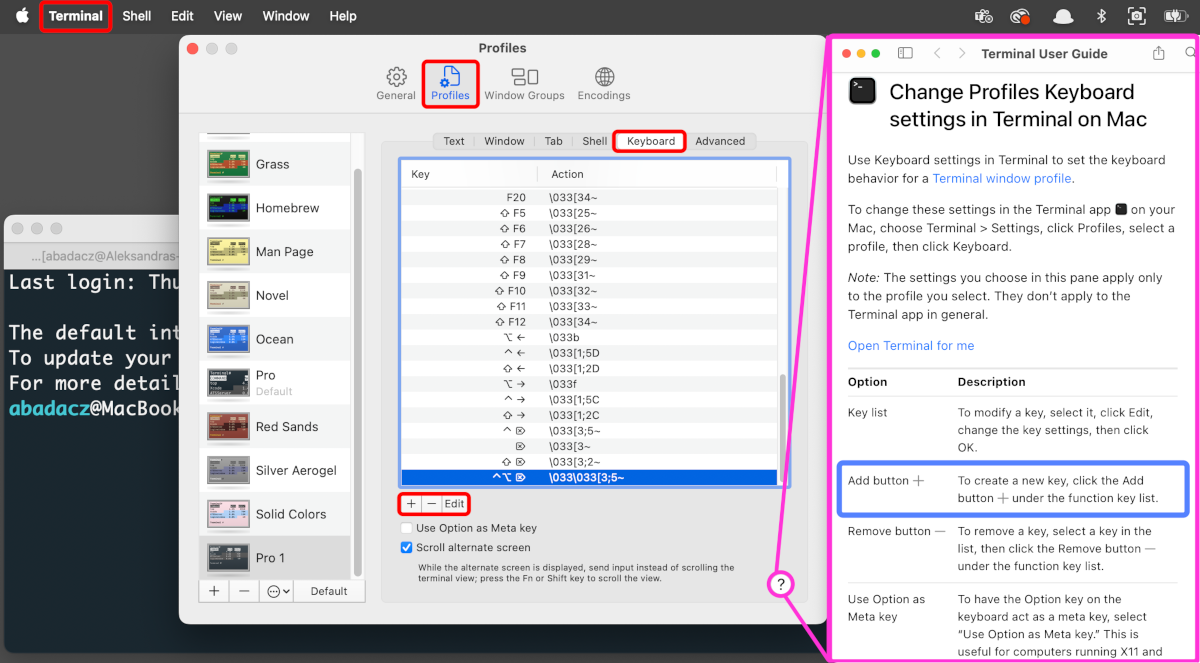 Terminal Shell Edit View Window Help
Profiles
General Profiles Window Groups Encodings
Text Window Tab Shell Keyboard Advanced
Grass
Homebrew
Man Page
Novel
Ocean
Pro
Default
Red Sands
Silver Aerogel
Solid Colors
Pro 1
+ − Default
Key Action
F20 \033[34~
⇧ F5 \033[25~
⇧ F6 \033[26~
⇧ F7 \033[28~
⇧ F8 \033[29~
⇧ F9 \033[31~
⇧ F10 \033[32~
⇧ F11 \033[33~
⇧ F12 \033[34~
⌥ ← \033b
^ ← \033[1;5D
⇧ ← \033[1;2D
⌥ → \033f
^ → \033[1;5C
⇧ → \033[1;2C
^ ⌦ \033[3;5~
⌦ \033[3~
⇧ ⌦ \033[3;2~
^⌥ ⌦ \033\033[3;5~
+ − Edit
Use Option as Meta key
Scroll alternate screen
While the alternate screen is displayed, send input instead of scrolling the
terminal view; press the Fn or Shift key to scroll the view.
?
...[abadacz@Aleksandras-
Last login: Thu
The default int
To update your
For more detail
abadacz@MacBook
Terminal User Guide
Change Profiles Keyboard
settings in Terminal on Mac
Use Keyboard settings in Terminal to set the keyboard
behavior for a Terminal window profile.
To change these settings in the Terminal app on your
Mac, choose Terminal > Settings, click Profiles, select a
profile, then click Keyboard.
Note: The settings you choose in this pane apply only
to the profile you select. They don’t apply to the
Terminal app in general.
Open Terminal for me
Option Description
Key list To modify a key, select it, click Edit,
change the key settings, then click
OK.
Add button + To create a new key, click the Add
button + under the function key list.
Remove button — To remove a key, select a key in the
list, then click the Remove button —
under the function key list.
Use Option as To have the Option key on the
Meta key keyboard act as a meta key, select
“Use Option as Meta key.” This is
useful for computers running X11 and